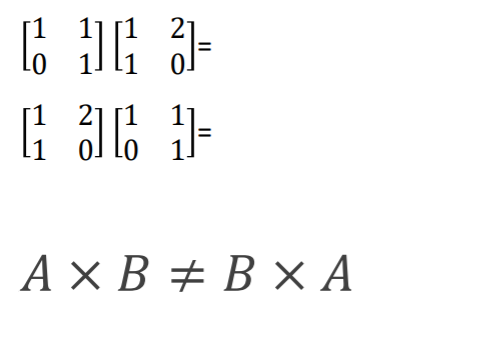 [1 1] [1 2] =
[0 1] [1 0]
[1 2] [1 1] =
[1 0] [0 1]
A × B ≠ B × A